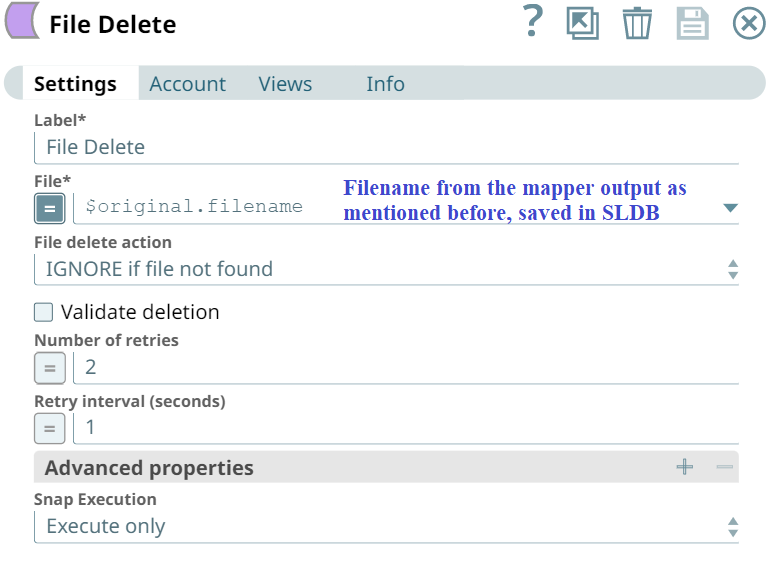 File Delete
Settings Account Views Info
Label*
File Delete
File*
= $original.filename
Filename from the mapper output as
mentioned before, saved in SLDB
File delete action
IGNORE if file not found
Validate deletion
Number of retries
= 2
Retry interval (seconds)
= 1
Advanced properties
Snap Execution
Execute only